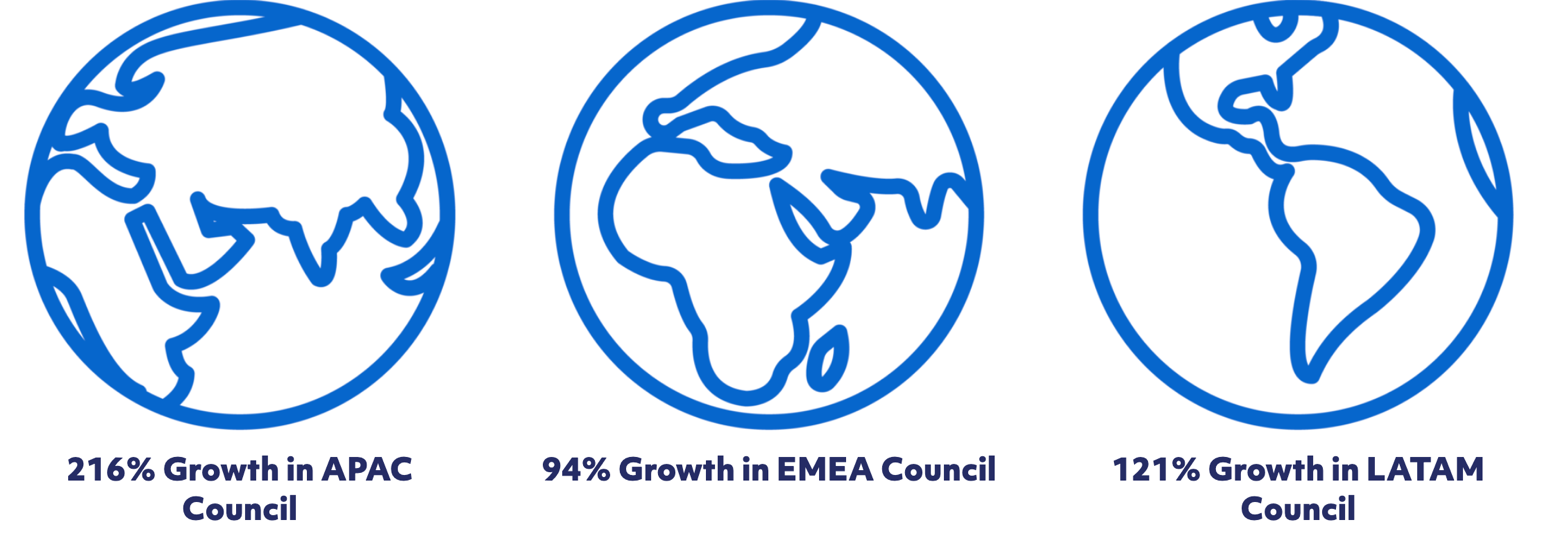 216% Growth in APAC
Council
94% Growth in EMEA Council
121% Growth in LATAM
Council